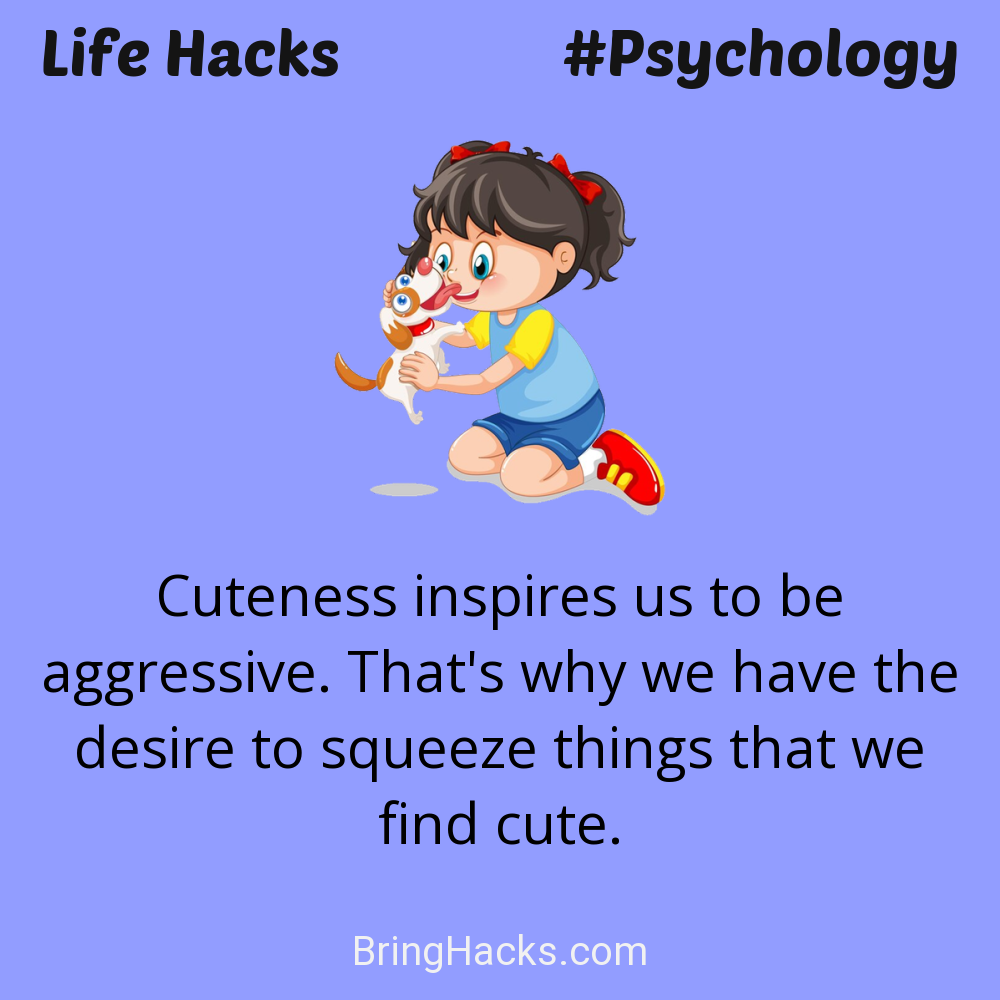 Life Hacks
#Psychology
Cuteness inspires us to be
aggressive. That's why we have the
desire to squeeze things that we
find cute.
BringHacks.com